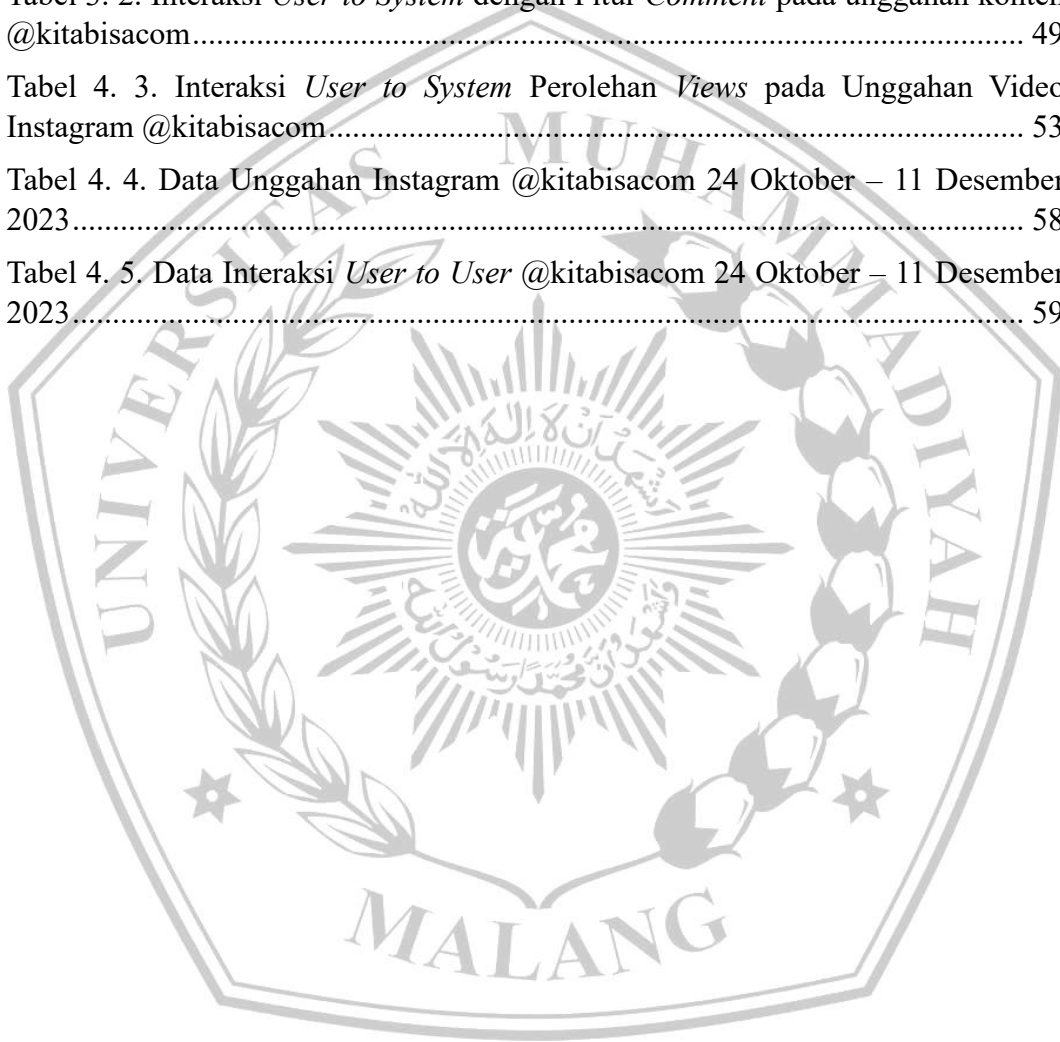 Tabel 3. 2. Interaksi User to System dengan Fitur Comment pada unggahan konten
@kitabisacom............................................................................................................ 49
Tabel 4. 3. Interaksi User to System Perolehan Views pada Unggahan Video
Instagram @kitabisacom........................................................................................ 53
Tabel 4. 4. Data Unggahan Instagram @kitabisacom 24 Oktober – 11 Desember
2023........................................................................................................................ 58
Tabel 4. 5. Data Interaksi User to User @kitabisacom 24 Oktober – 11 Desember
2023........................................................................................................................ 59
UNIVERSITAS MUHAMMADIYAH
MALANG